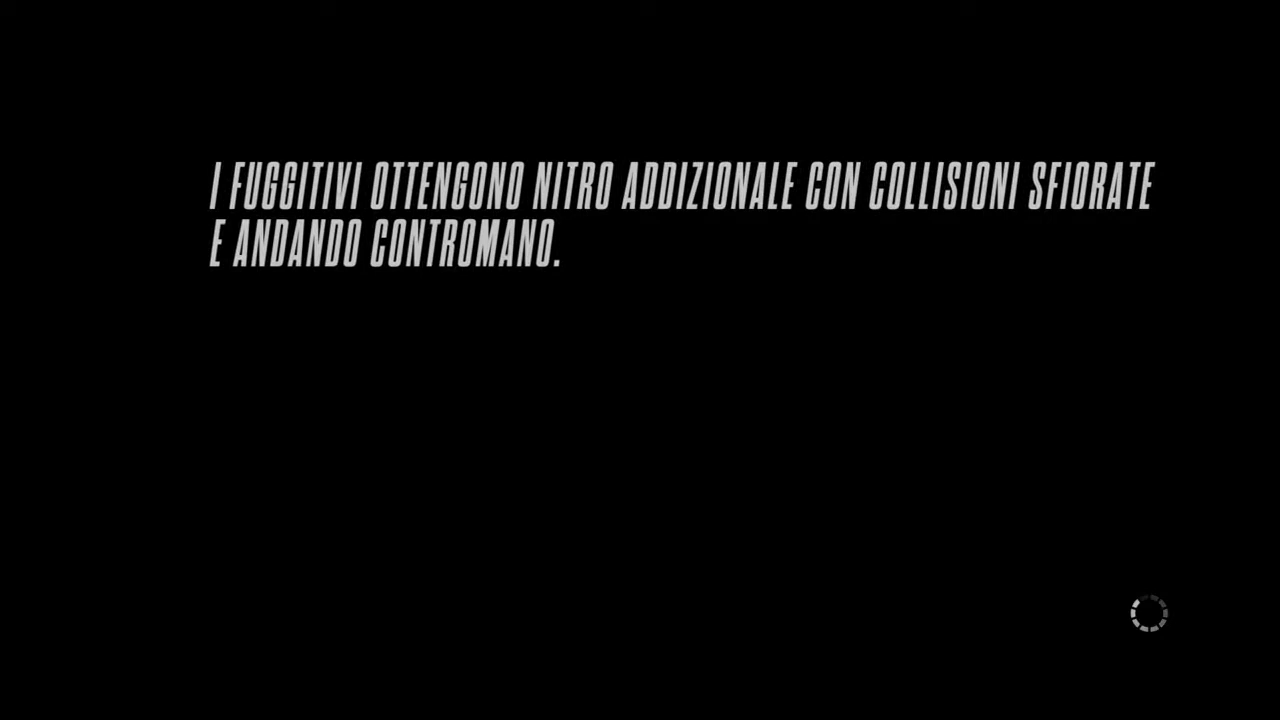 I FUGGITIVI OTTENGONO NITRO ADDIZIONALE CON COLLISIONI SFIORATE
E ANDANDO CONTROMANO.